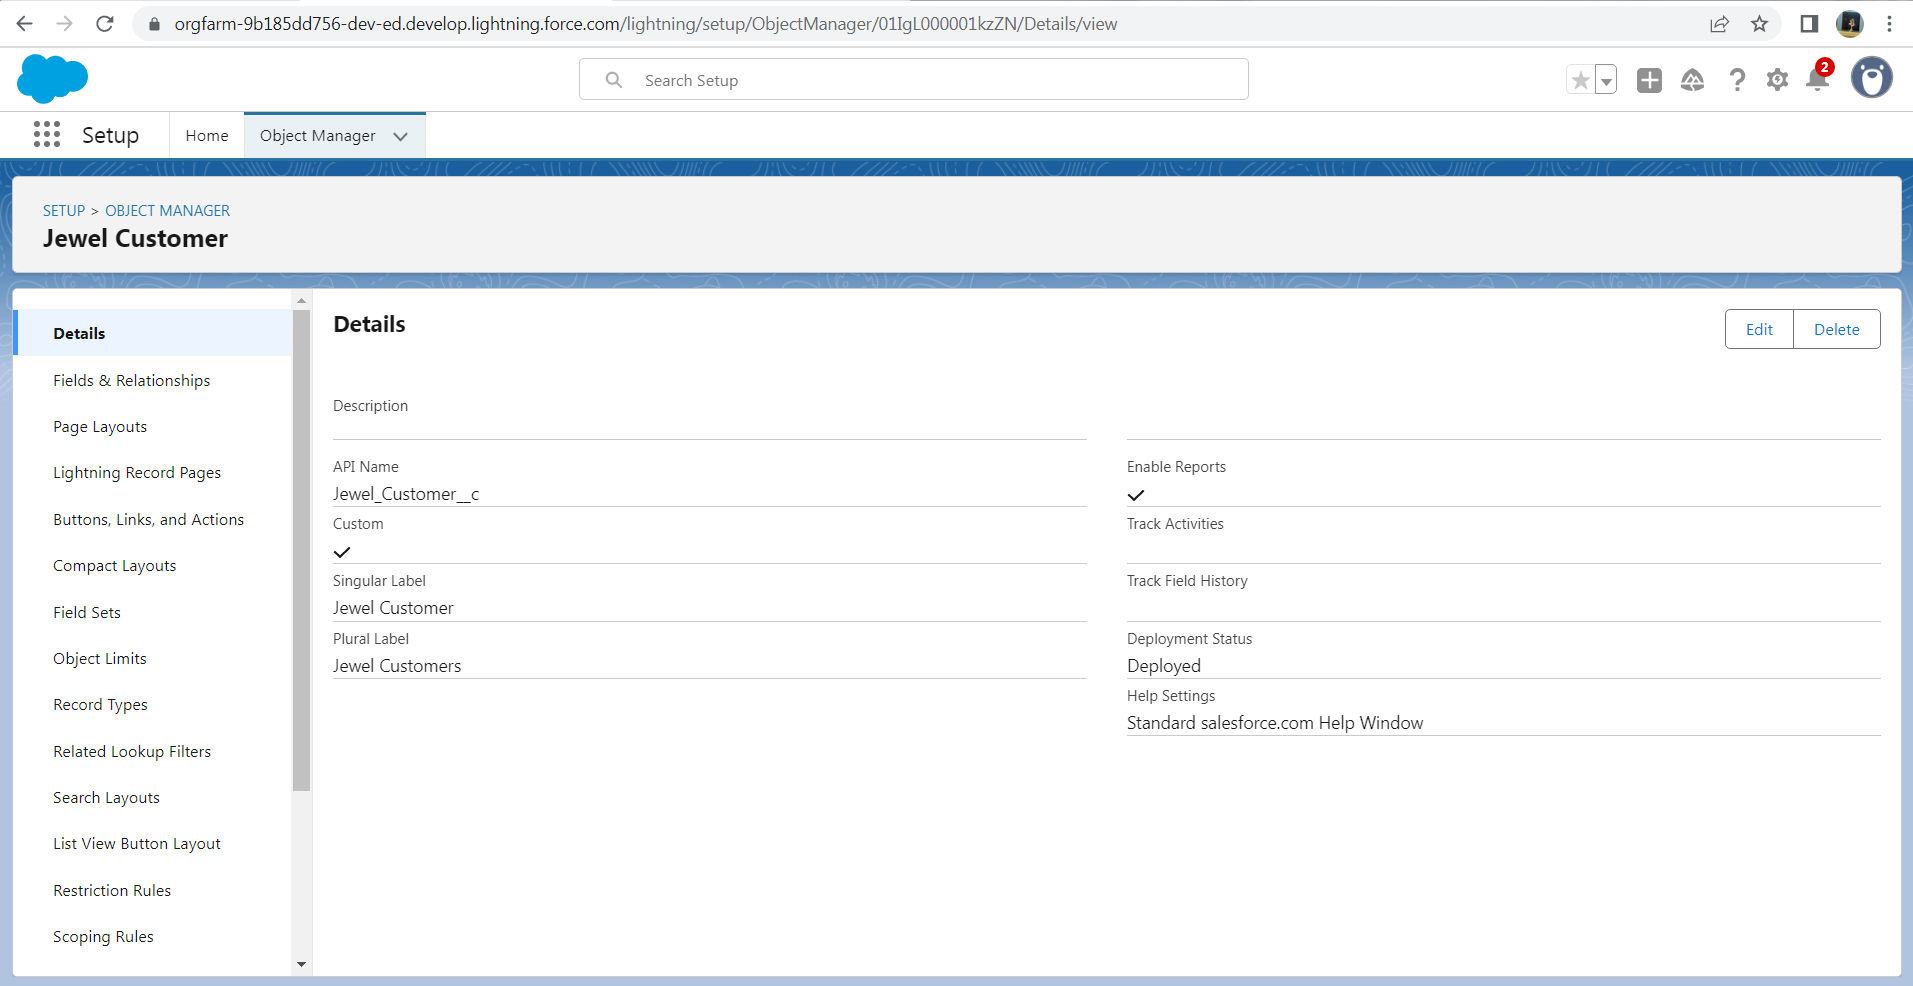 orgfarm-9b185dd756-dev-ed.develop.lightning.force.com/lightning/setup/ObjectManager/01IgL000001kzZN/Details/view
Search Setup
2
Setup
Home
Object Manager
SETUP > OBJECT MANAGER
Jewel Customer
Details
Fields & Relationships
Page Layouts
Lightning Record Pages
Buttons, Links, and Actions
Compact Layouts
Field Sets
Object Limits
Record Types
Related Lookup Filters
Search Layouts
List View Button Layout
Restriction Rules
Scoping Rules
Details
Edit
Delete
Description
API Name
Jewel_Customer__c
Custom
Singular Label
Jewel Customer
Plural Label
Jewel Customers
Enable Reports
Track Activities
Track Field History
Deployment Status
Deployed
Help Settings
Standard salesforce.com Help Window